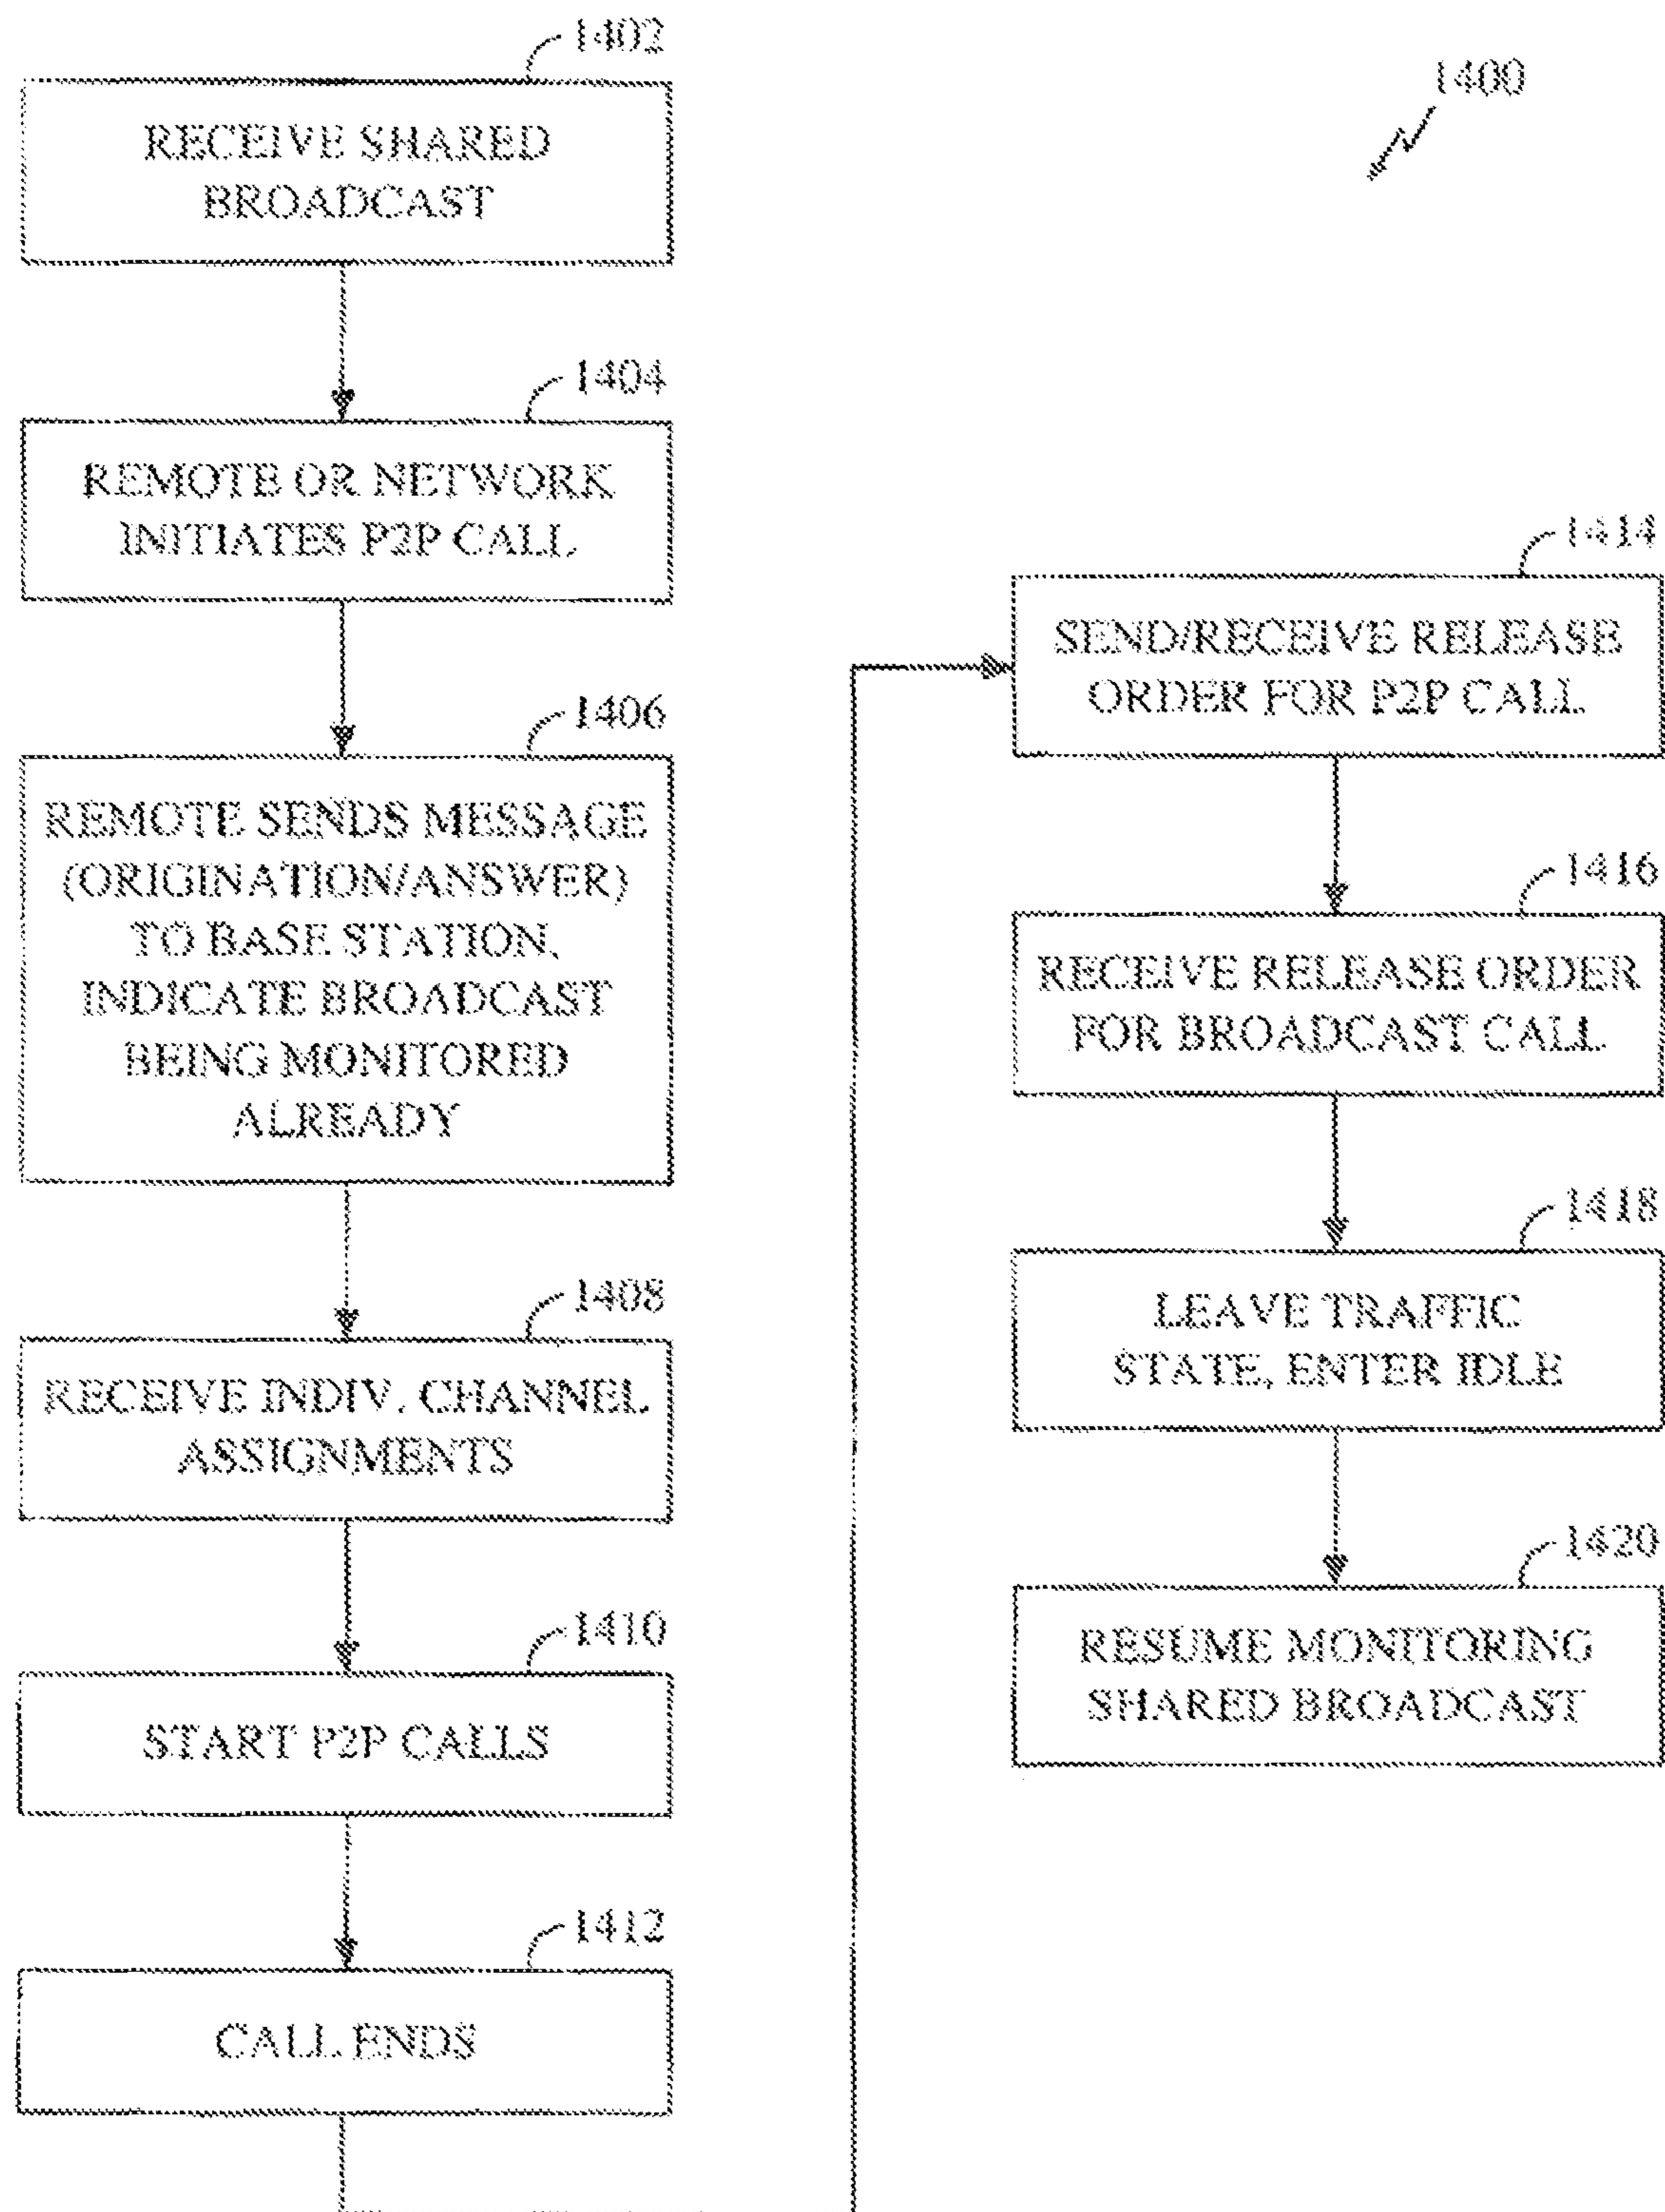 1402
RECEIVE SHARED
BROADCAST
1404
REMOTE OR NETWORK
INITIATES P2P CALL
1406
REMOTE SENDS MESSAGE
(ORIGINATION/ANSWER)
TO BASE STATION,
INDICATE BROADCAST
BEING MONITORED
ALREADY
1408
RECEIVE INDIV. CHANNEL
ASSIGNMENTS
1410
START P2P CALLS
1412
CALL ENDS
1400
1414
SEND/RECEIVE RELEASE
ORDER FOR P2P CALL
1416
RECEIVE RELEASE ORDER
FOR BROADCAST CALL
1418
LEAVE TRAFFIC
STATE, ENTER IDLE
1420
RESUME MONITORING
SHARED BROADCAST